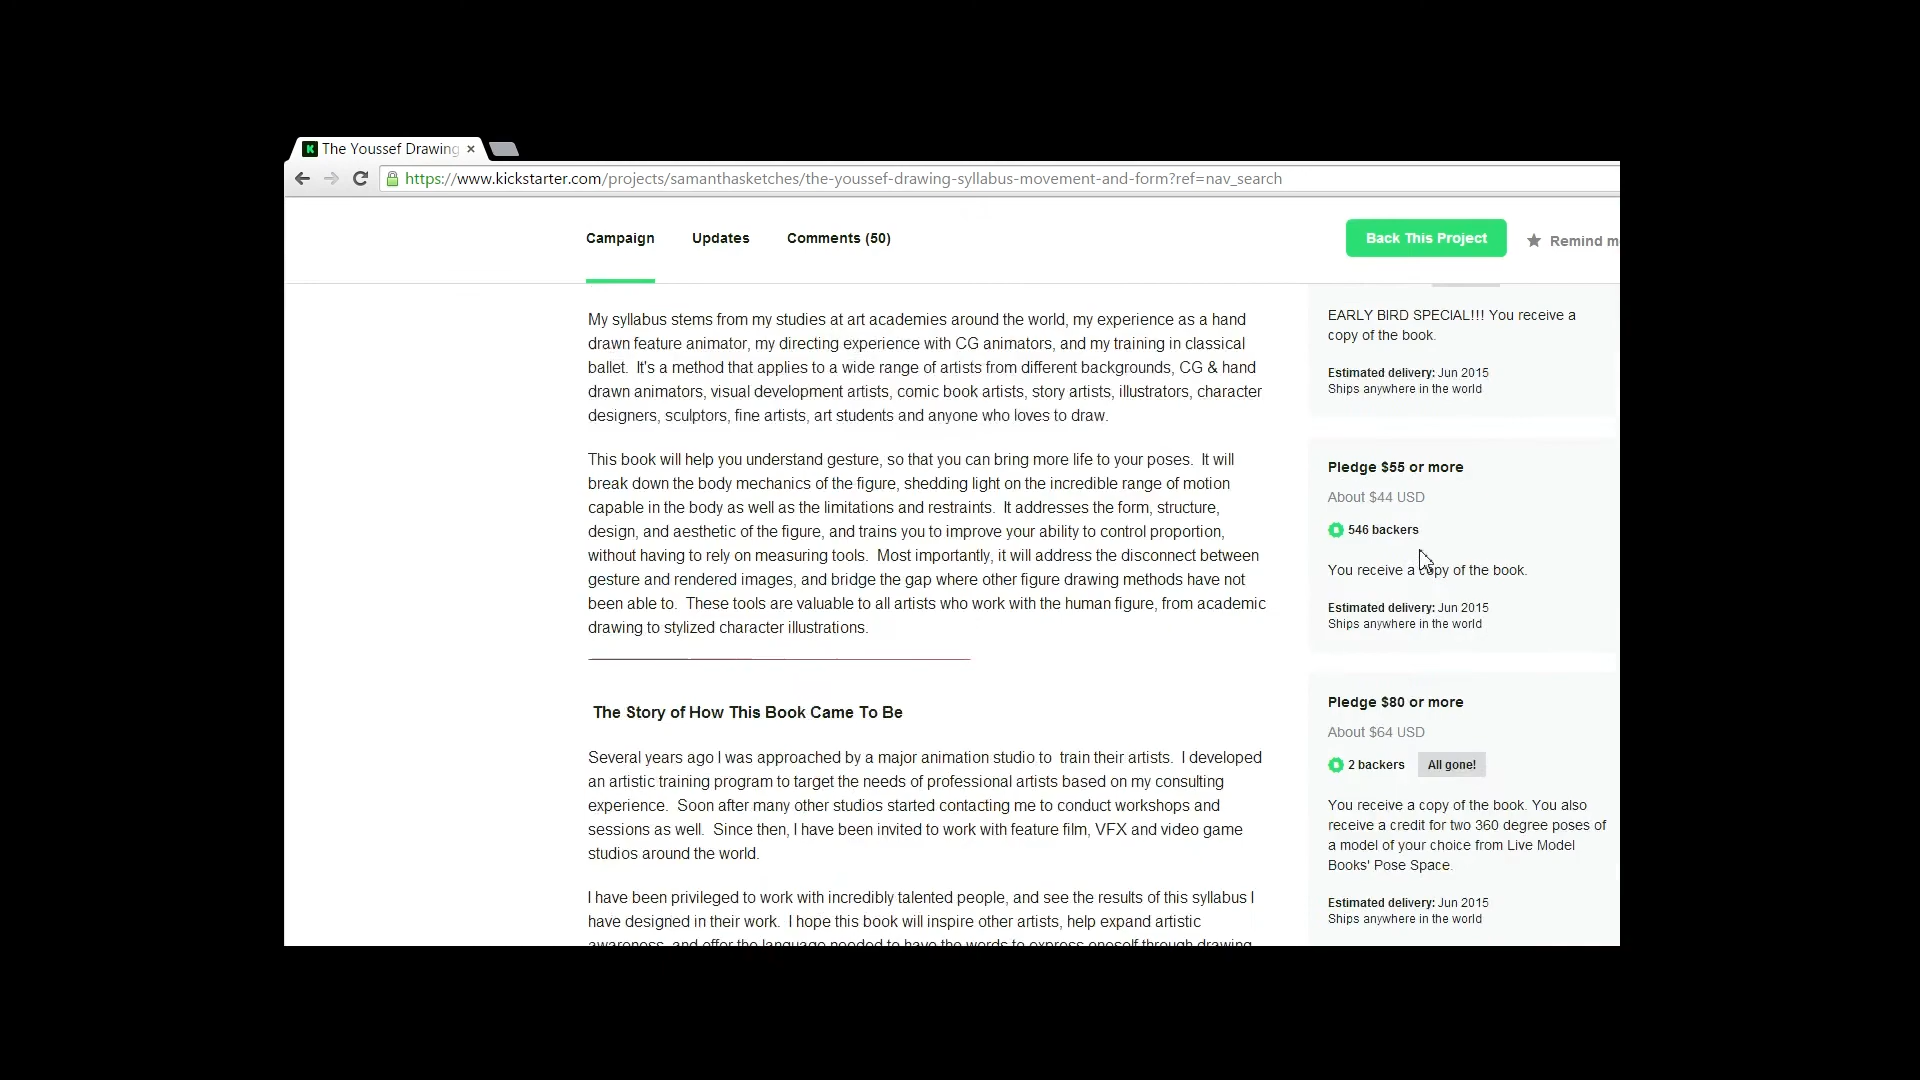 The Youssef Drawing
https://www.kickstarter.com/projects/samanthasketches/the-youssef-drawing-syllabus-movement-and-form?ref=nav_search
Campaign
Updates
Comments (50)
Back This Project
Remind m
My syllabus stems from my studies at art academies around the world, my experience as a hand
drawn feature animator, my directing experience with CG animators, and my training in classical
ballet. It's a method that applies to a wide range of artists from different backgrounds, CG & hand
drawn animators, visual development artists, comic book artists, story artists, illustrators, character
designers, sculptors, fine artists, art students and anyone who loves to draw.
This book will help you understand gesture, so that you can bring more life to your poses. It will
break down the body mechanics of the figure, shedding light on the incredible range of motion
capable in the body as well as the limitations and restraints. It addresses the form, structure,
design, and aesthetic of the figure, and trains you to improve your ability to control proportion,
without having to rely on measuring tools. Most importantly, it will address the disconnect between
gesture and rendered images, and bridge the gap where other figure drawing methods have not
been able to. These tools are valuable to all artists who work with the human figure, from academic
drawing to stylized character illustrations.
The Story of How This Book Came To Be
Several years ago I was approached by a major animation studio to train their artists. I developed
an artistic training program to target the needs of professional artists based on my consulting
experience. Soon after many other studios started contacting me to conduct workshops and
sessions as well. Since then, I have been invited to work with feature film, VFX and video game
studios around the world.
I have been privileged to work with incredibly talented people, and see the results of this syllabus I
have designed in their work. I hope this book will inspire other artists, help expand artistic
awareness, and offer the language needed to have the words to express oneself through drawing
EARLY BIRD SPECIAL!!! You receive a
copy of the book.
Estimated delivery: Jun 2015
Ships anywhere in the world
Pledge $55 or more
About $44 USD
546 backers
You receive a copy of the book.
Estimated delivery: Jun 2015
Ships anywhere in the world
Pledge $80 or more
About $64 USD
2 backers All gone!
You receive a copy of the book. You also
receive a credit for two 360 degree poses of
a model of your choice from Live Model
Books' Pose Space.
Estimated delivery: Jun 2015
Ships anywhere in the world